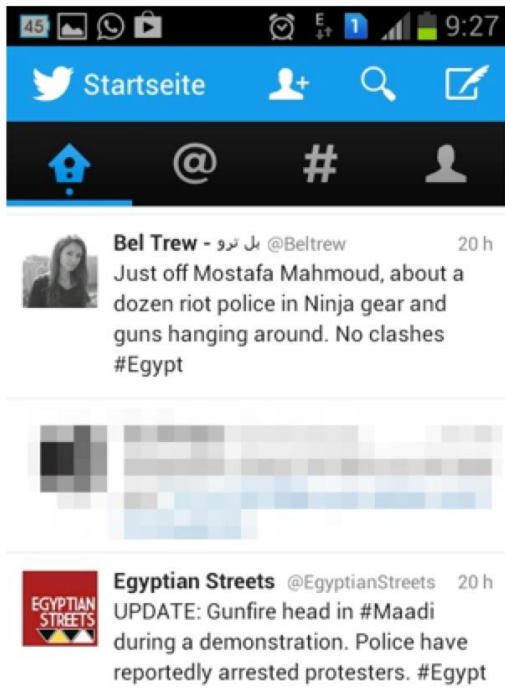 45
E
1
9:27
Startseite
@
#
Bel Trew - بل ترو @Beltrew 20 h
Just off Mostafa Mahmoud, about a
dozen riot police in Ninja gear and
guns hanging around. No clashes
#Egypt
EGYPTIAN
STREETS
Egyptian Streets @EgyptianStreets 20 h
UPDATE: Gunfire head in #Maadi
during a demonstration. Police have
reportedly arrested protesters. #Egypt